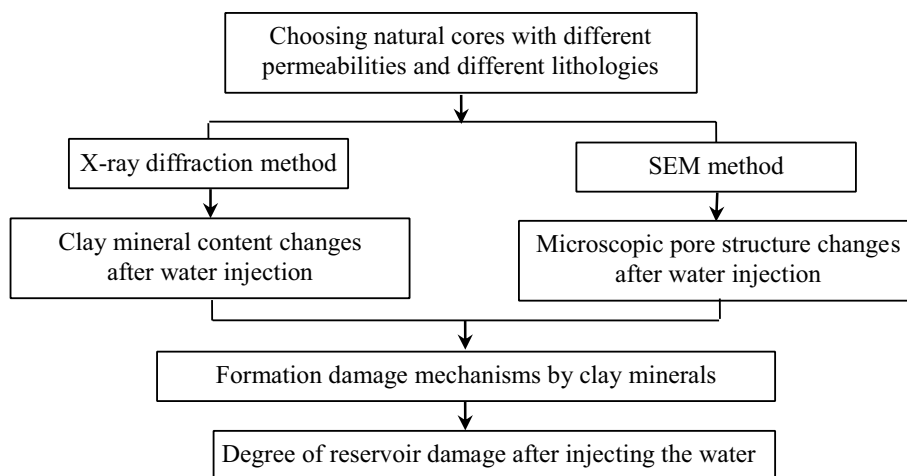 Choosing natural cores with different
permeabilities and different lithologies
X-ray diffraction method
SEM method
Clay mineral content changes
after water injection
Microscopic pore structure changes
after water injection
Formation damage mechanisms by clay minerals
Degree of reservoir damage after injecting the water